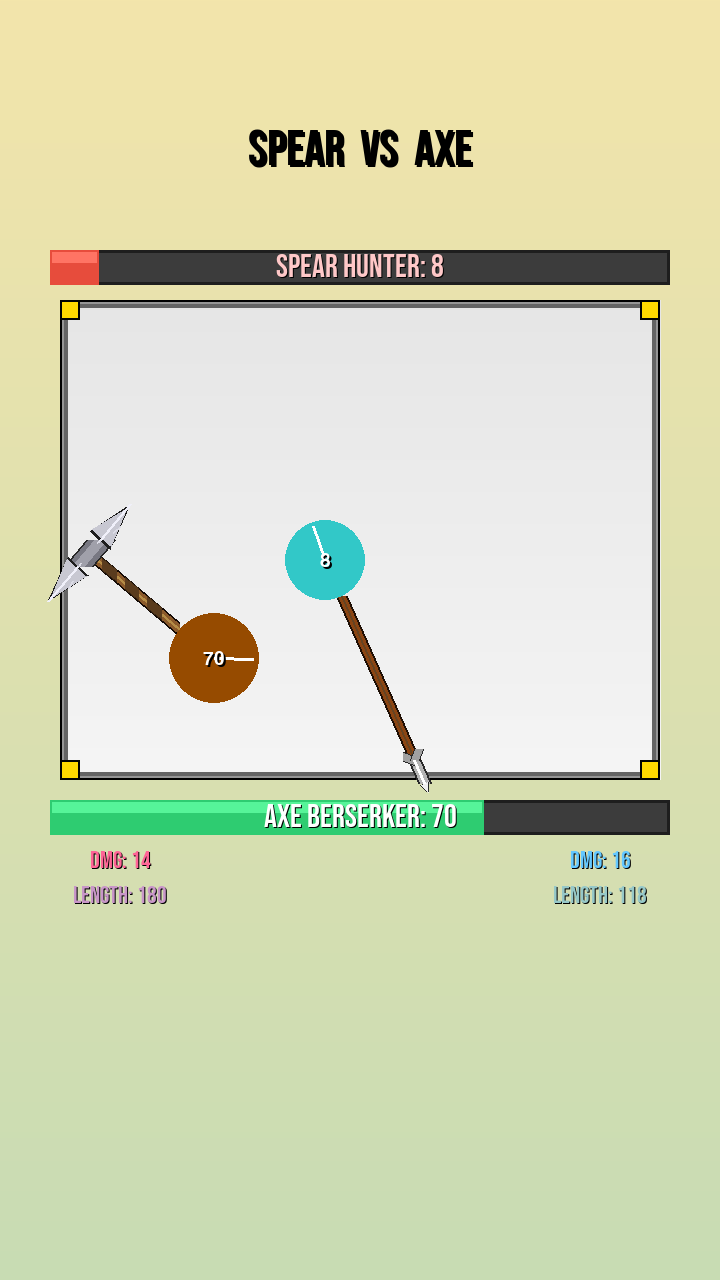 SPEAR VS AXE
SPEAR HUNTER: 8
8
70
AXE BERSERKER: 70
DMG: 14
DMG: 16
LENGTH: 180
LENGTH: 118